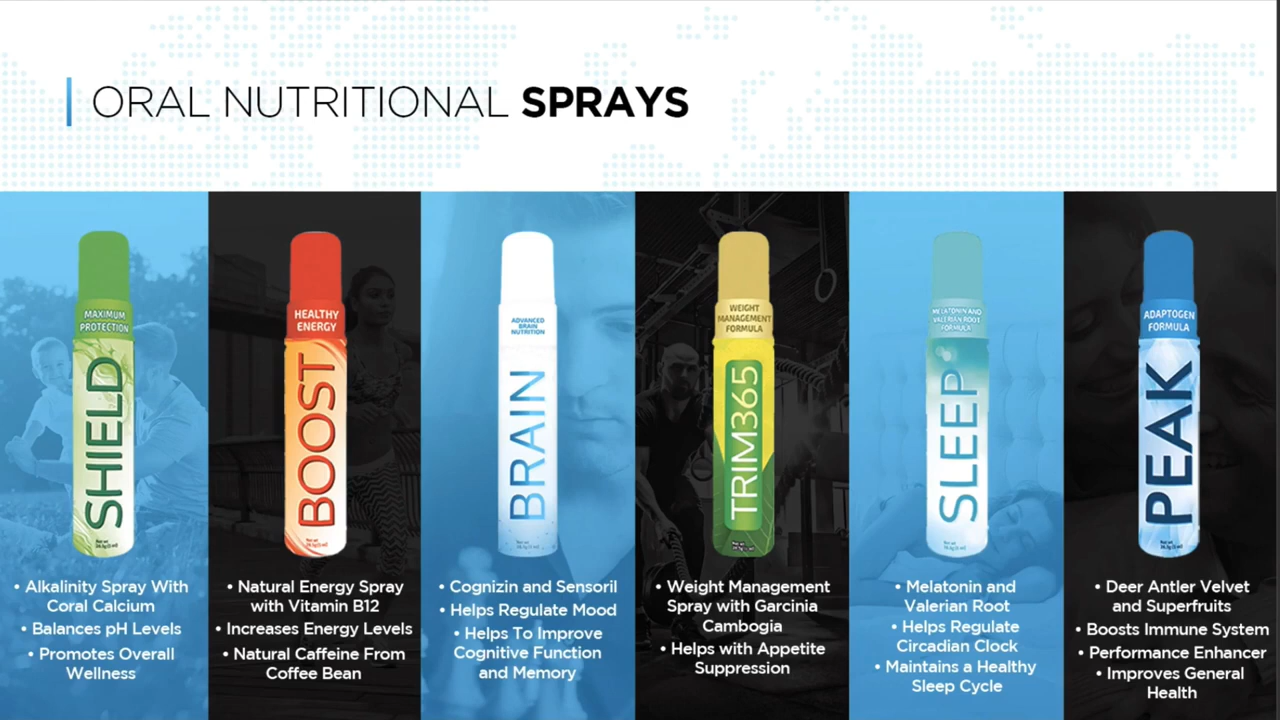 ORAL NUTRITIONAL SPRAYS
MAXIMUM
PROTECTION
SHIELD
• Alkalinity Spray With
Coral Calcium
• Balances pH Levels
• Promotes Overall
Wellness
HEALTHY
ENERGY
BOOST
• Natural Energy Spray
with Vitamin B12
• Increases Energy Levels
• Natural Caffeine From
Coffee Bean
ADVANCED
BRAIN
NUTRITION
BRAIN
• Cognizin and Sensoril
• Helps Regulate Mood
• Helps To Improve
Cognitive Function
and Memory
WEIGHT
MANAGEMENT
FORMULA
TRIM365
• Weight Management
Spray with Garcinia
Cambogia
• Helps with Appetite
Suppression
MELATONIN AND
VALERIAN ROOT
FORMULA
SLEEP
• Melatonin and
Valerian Root
• Helps Regulate
Circadian Clock
• Maintains a Healthy
Sleep Cycle
ADAPTOGEN
FORMULA
PEAK
• Deer Antler Velvet
and Superfruits
• Boosts Immune System
• Performance Enhancer
• Improves General
Health